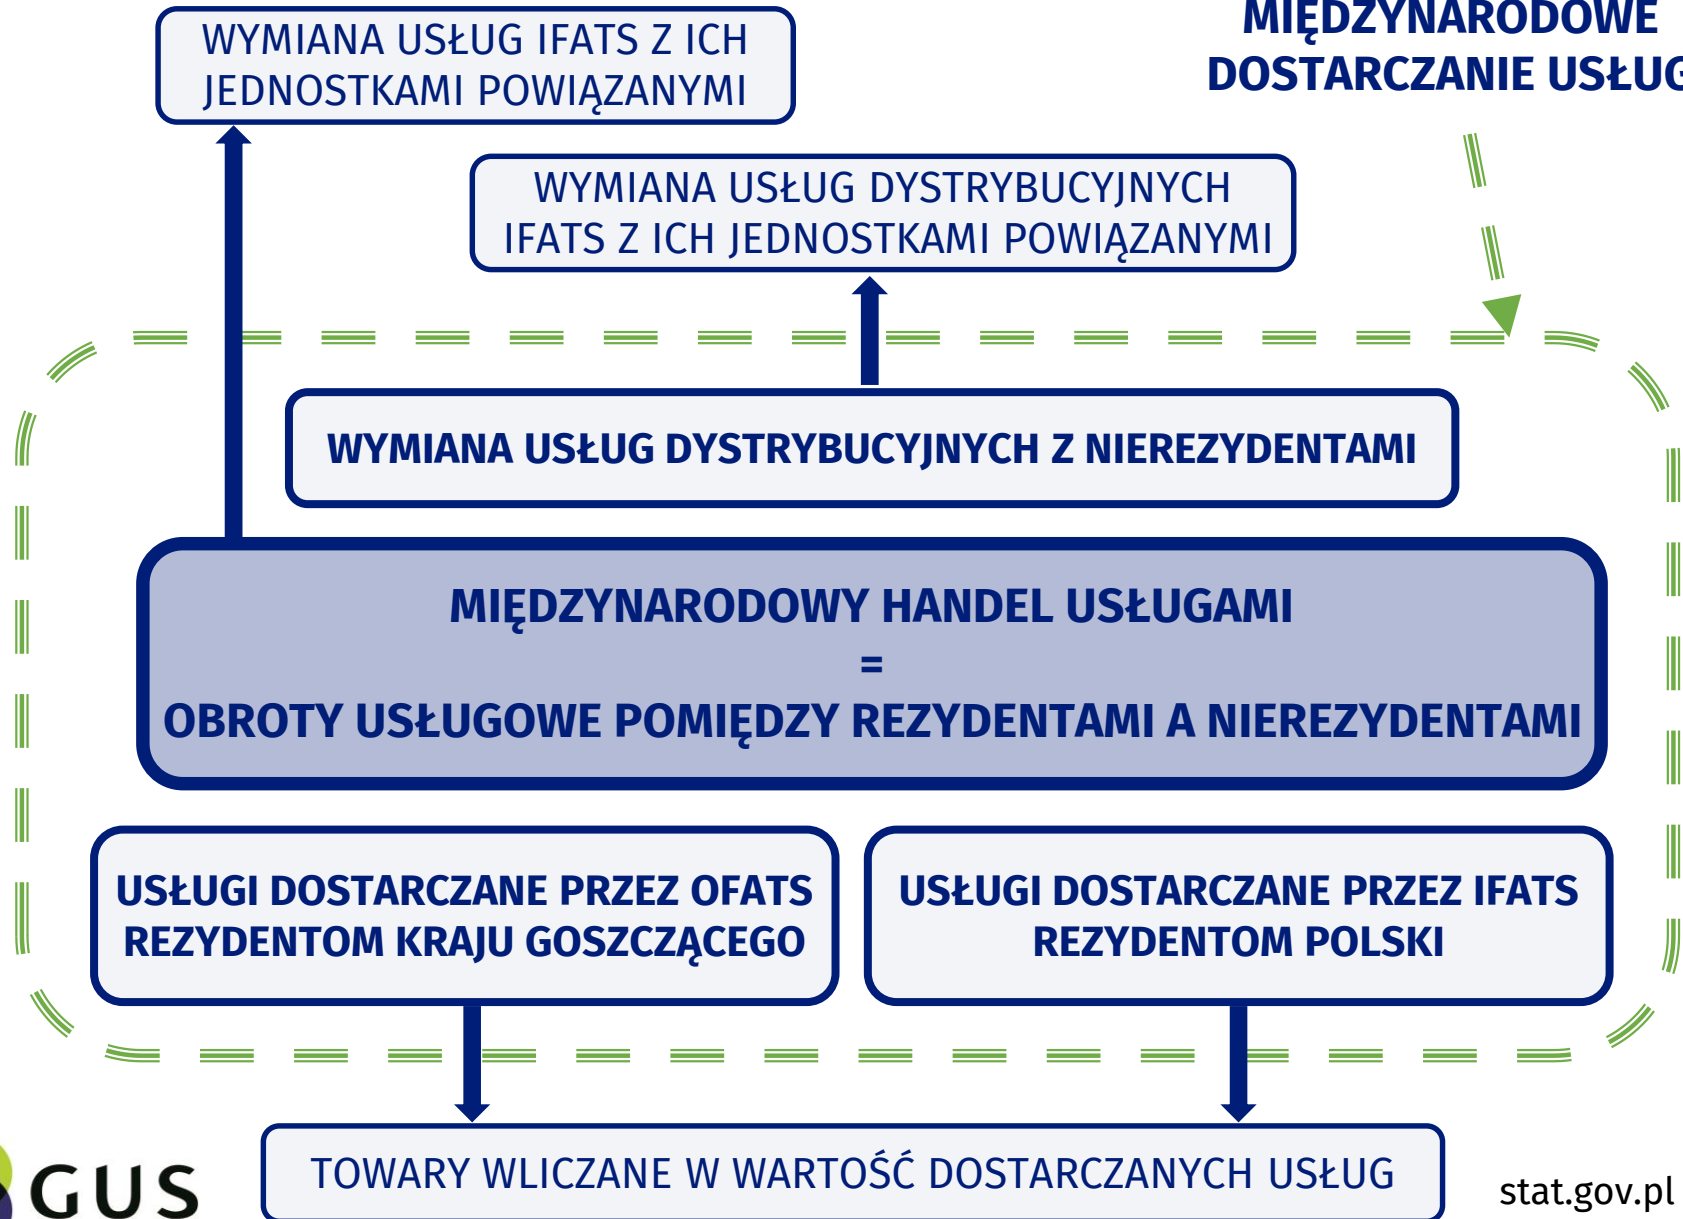 MIĘDZYNARODOWE
DOSTARCZANIE USŁUG
WYMIANA USŁUG IFATS Z ICH
JEDNOSTKAMI POWIĄZANYMI
WYMIANA USŁUG DYSTRYBUCYJNYCH
IFATS Z ICH JEDNOSTKAMI POWIĄZANYMI
WYMIANA USŁUG DYSTRYBUCYJNYCH Z NIEREZYDENTAMI
MIĘDZYNARODOWY HANDEL USŁUGAMI
=
OBROTY USŁUGOWE POMIĘDZY REZYDENTAMI A NIEREZYDENTAMI
USŁUGI DOSTARCZANE PRZEZ OFATS
REZYDENTOM KRAJU GOSZCZĄCEGO
USŁUGI DOSTARCZANE PRZEZ IFATS
REZYDENTOM POLSKI
TOWARY WLICZANE W WARTOŚĆ DOSTARCZANYCH USŁUG
GUS
stat.gov.pl